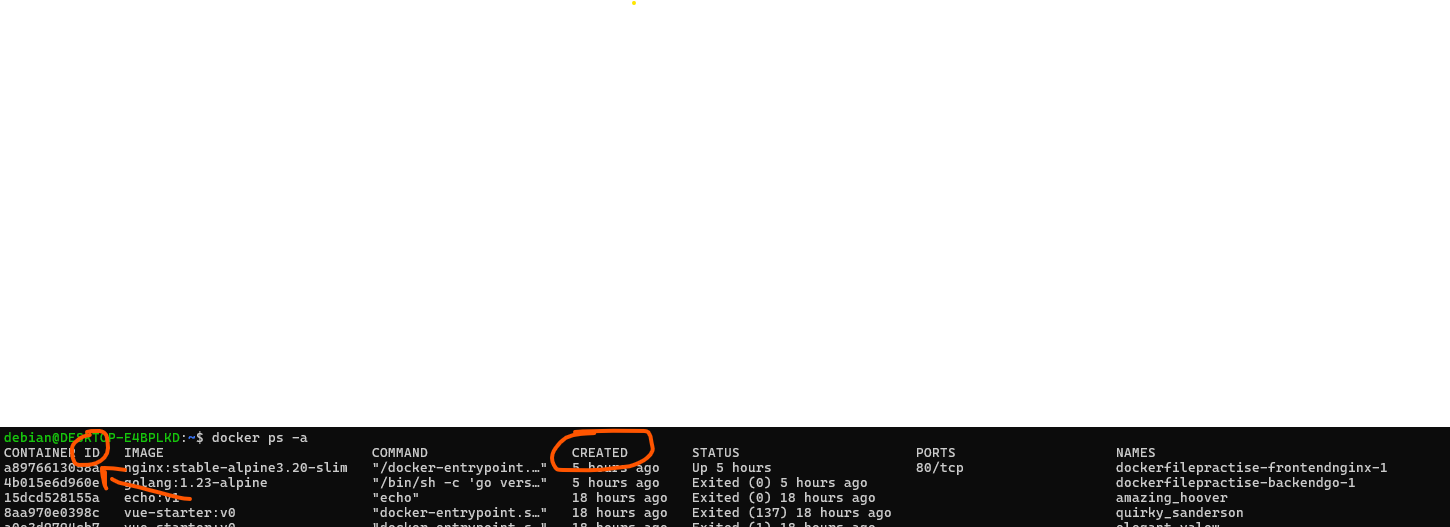 debian@DESKTOP-E4BPLKD:~$ docker ps -a
CONTAINER ID IMAGE COMMAND CREATED STATUS PORTS NAMES
nginx:stable-alpine3.20-slim "/docker-entrypoint.…" 5 hours ago Up 5 hours 80/tcp dockerfilepractise-frontendnginx-1
4b015e6d960e golang:1.23-alpine "/bin/sh -c 'go vers…" 5 hours ago Exited (0) 5 hours ago dockerfilepractise-backendgo-1
15dcd528155a echo:v1 "echo" 18 hours ago Exited (0) 18 hours ago amazing_hoover
8aa970e0398c vue-starter:v0 "docker-entrypoint.s…" 18 hours ago Exited (137) 18 hours ago quirky_sanderson
vue-starter:v0 "docker-entrypoint.s…" 18 hours ago Exited (1) 18 hours ago